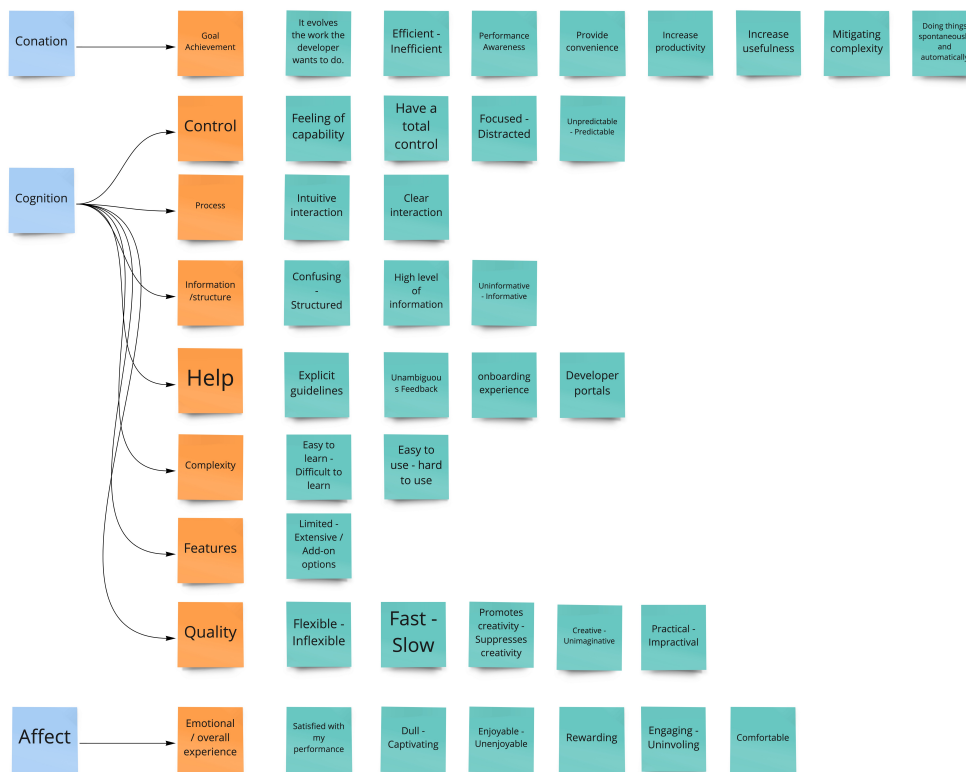 Conation
Goal
Achievement
It evolves
the work the
developer
wants to do.
Efficient -
Inefficient
Performance
Awareness
Provide
convenience
Increase
productivity
Increase
usefulness
Mitigating
complexity
Doing things
spontaneously
and
automatically
Cognition
Control
Feeling of
capability
Have a
total
control
Focused -
Distracted
Unpredictable
- Predictable
Process
Intuitive
interaction
Clear
interaction
Information
/structure
Confusing
-
Structured
High level
of
information
Uninformative
- Informative
Help
Explicit
guidelines
Unambiguou
s Feedback
onboarding
experience
Developer
portals
Complexity
Easy to
learn -
Difficult to
learn
Easy to
use - hard
to use
Features
Limited -
Extensive /
Add-on
options
Quality
Flexible -
Inflexible
Fast -
Slow
Promotes
creativity -
Suppresses
creativity
Creative -
Unimaginative
Practical -
Impractival
Affect
Emotional
/ overall
experience
Satisfied with
my
performance
Dull -
Captivating
Enjoyable -
Unenjoyable
Rewarding
Engaging -
Uninvoling
Comfortable